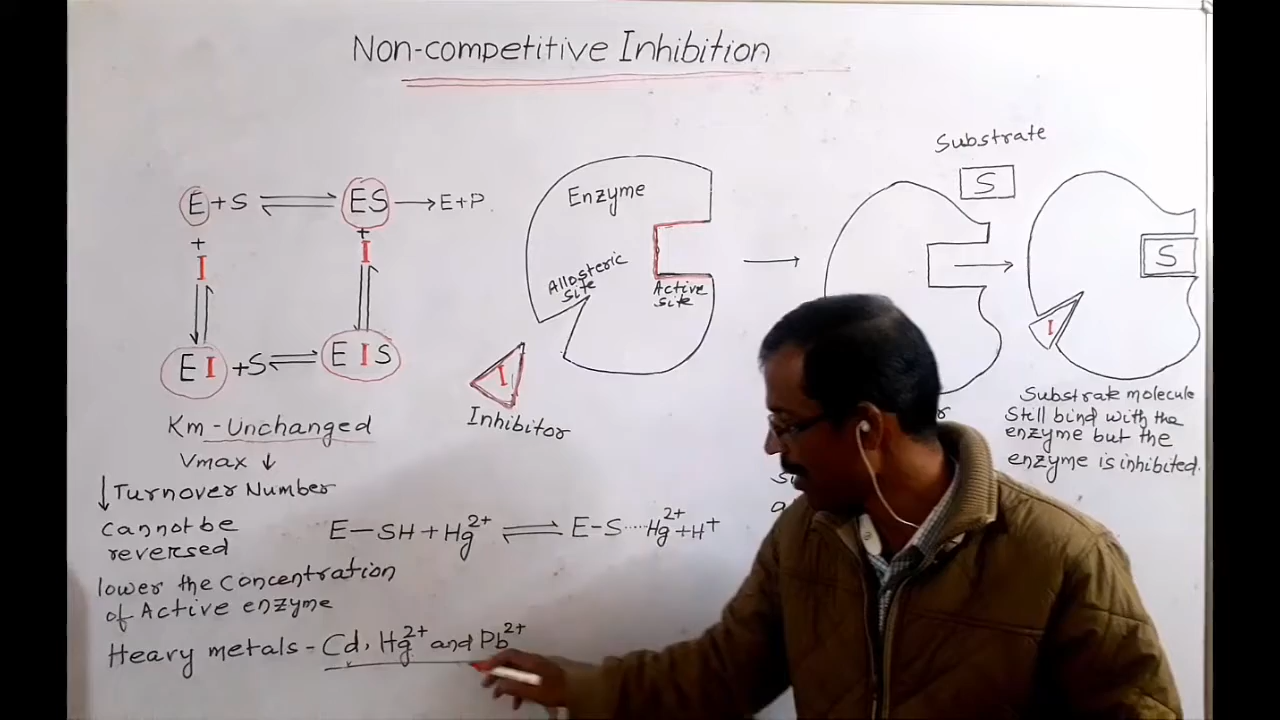 Non-competitive Inhibition
E + S ⇌ ES → E+P
+ +
I I
EI + S ⇌ EIS
Km-Unchanged
Vmax ↓
↓ Turnover Number
Cannot be
reversed
lower the Concentration
of Active enzyme
Heavy metals - Cd, Hg2+ and Pb2+
E-SH + Hg2+ ⇌ E-S····Hg2+ + H+
Enzyme
Allosteric
site
Active
site
I
Inhibitor
Substrate
S
S
I
Substrate molecule
Still bind with the
enzyme but the
enzyme is inhibited.